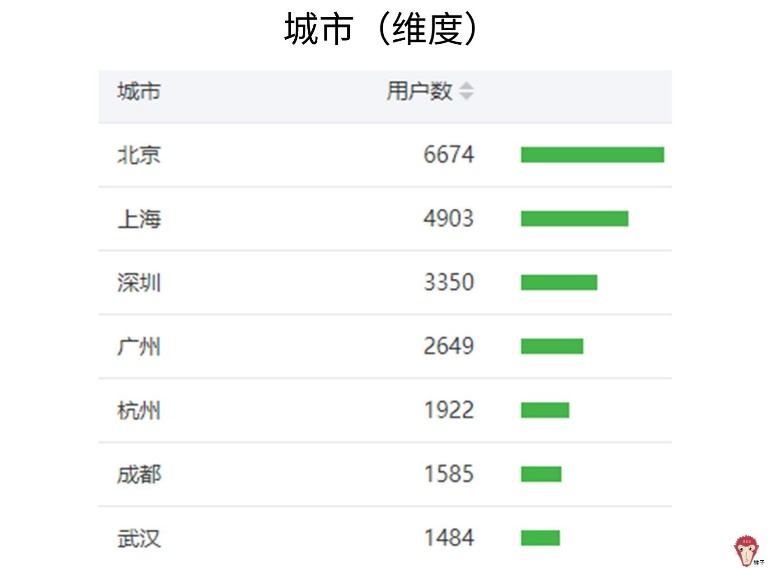 城市（维度）
城市 用户数
北京 6674
上海 4903
深圳 3350
广州 2649
杭州 1922
成都 1585
武汉 1484